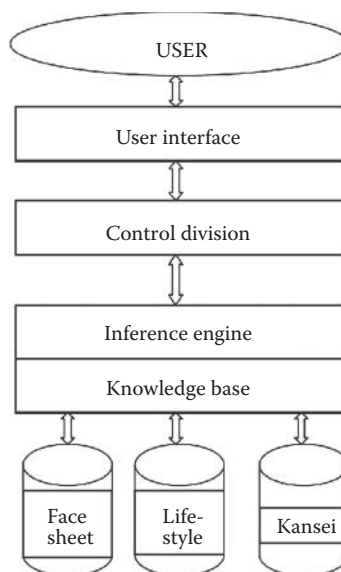 USER
User interface
Control division
Inference engine
Knowledge base
Face
sheet
Life-
style
Kansei